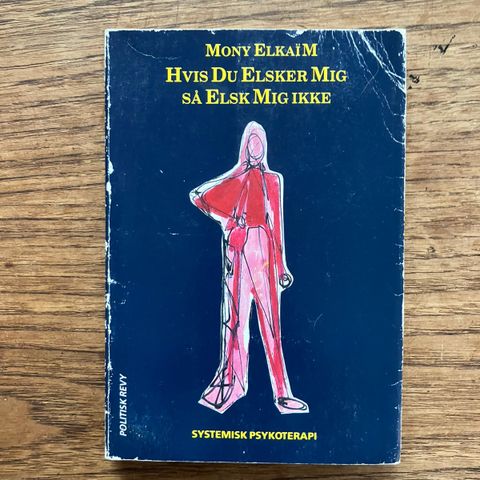 MONY ELKAÏM
HVIS DU ELSKER MIG
SÅ ELSK MIG IKKE
POLITISK REVY
SYSTEMISK PSYKOTERAPI